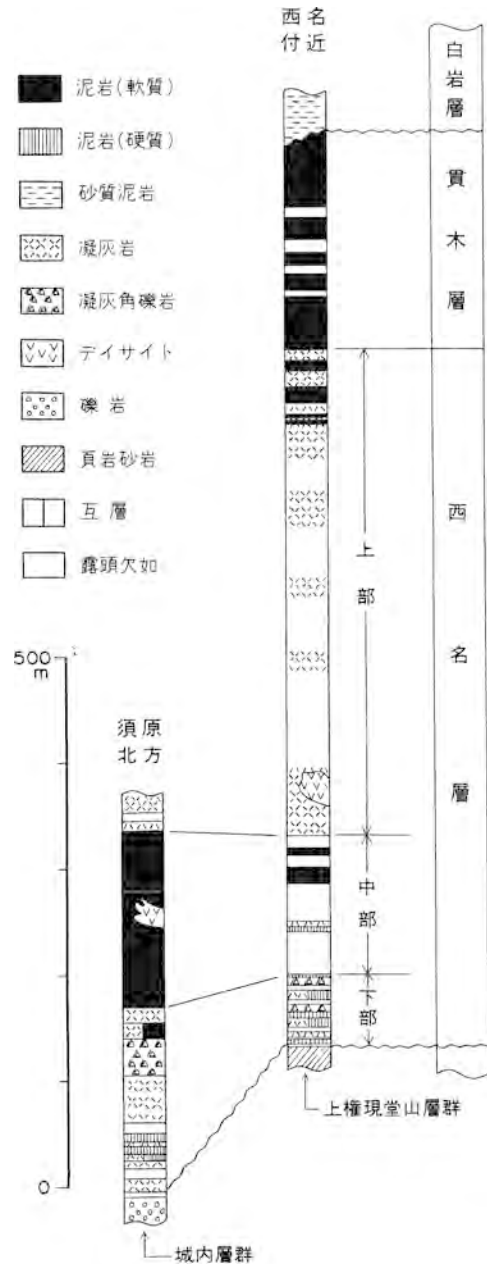 泥岩(軟質)
泥岩(硬質)
砂質泥岩
凝灰岩
凝灰角礫岩
デイサイト
礫岩
頁岩砂岩
互層
露頭欠如
500
m
0
須原
北方
城内層群
西名
付近
上部
中部
下部
上権現堂山層群
白岩層
貫木層
西名層